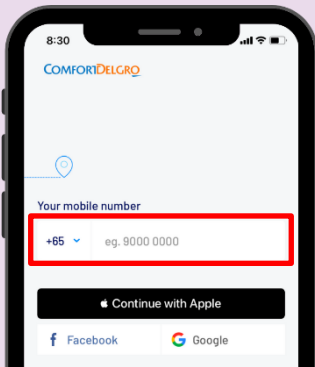 8:30
COMFORTDELGRO
Your mobile number
+65 eg. 9000 0000
Continue with Apple
Facebook Google